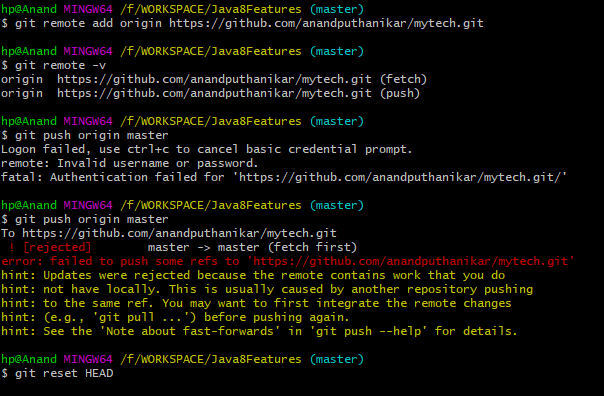 hp@Anand MINGW64 /f/WORKSPACE/Java8Features (master)
$ git remote add origin https://github.com/anandputhanikar/mytech.git
hp@Anand MINGW64 /f/WORKSPACE/Java8Features (master)
$ git remote -v
origin  https://github.com/anandputhanikar/mytech.git (fetch)
origin  https://github.com/anandputhanikar/mytech.git (push)
hp@Anand MINGW64 /f/WORKSPACE/Java8Features (master)
$ git push origin master
Logon failed, use ctrl+c to cancel basic credential prompt.
remote: Invalid username or password.
fatal: Authentication failed for 'https://github.com/anandputhanikar/mytech.git/'
hp@Anand MINGW64 /f/WORKSPACE/Java8Features (master)
$ git push origin master
To https://github.com/anandputhanikar/mytech.git
 ! [rejected]        master -> master (fetch first)
error: failed to push some refs to 'https://github.com/anandputhanikar/mytech.git'
hint: Updates were rejected because the remote contains work that you do
hint: not have locally. This is usually caused by another repository pushing
hint: to the same ref. You may want to first integrate the remote changes
hint: (e.g., 'git pull ...') before pushing again.
hint: See the 'Note about fast-forwards' in 'git push --help' for details.
hp@Anand MINGW64 /f/WORKSPACE/Java8Features (master)
$ git reset HEAD